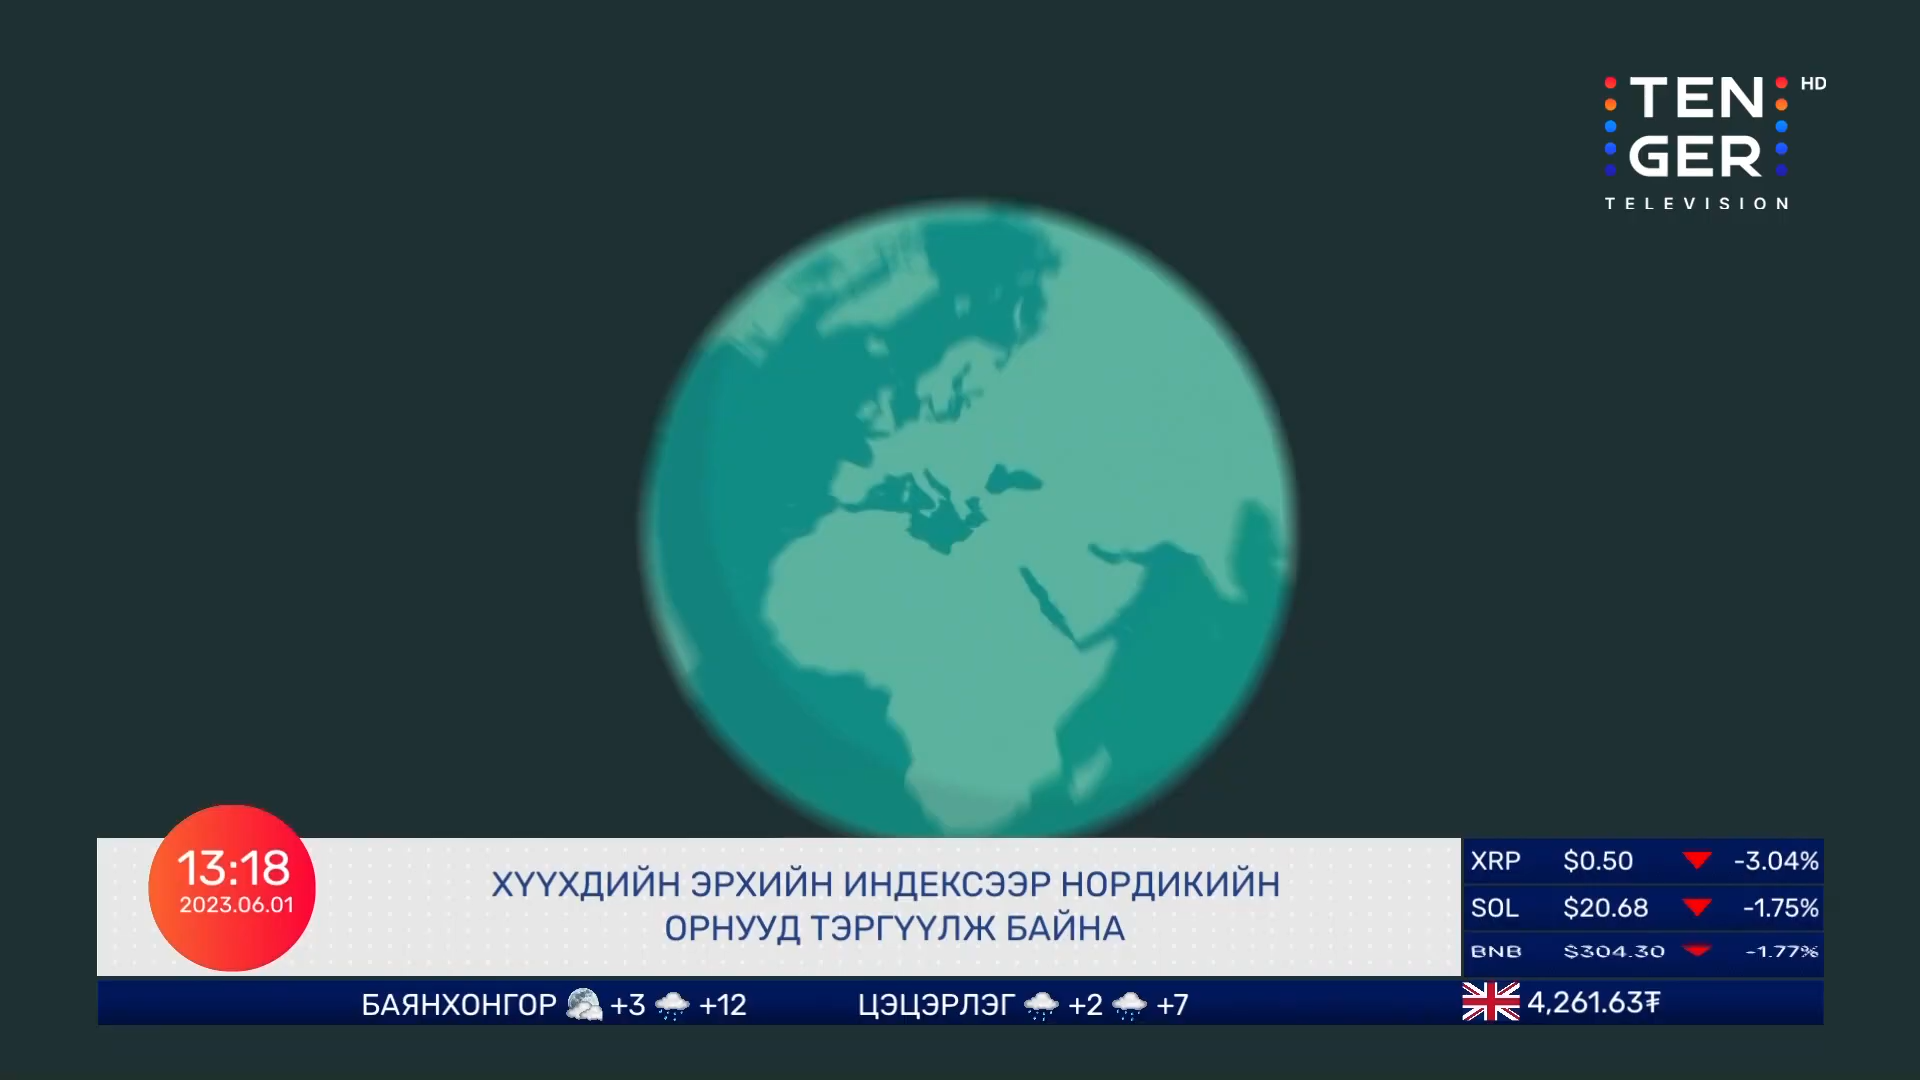 TEN
GER
HD
TELEVISION
13:18
2023.06.01
ХҮҮХДИЙН ЭРХИЙН ИНДЕКСЭЭР НОРДИКИЙН
ОРНУУД ТЭРГҮҮЛЖ БАЙНА
XRP $0.50 -3.04%
SOL $20.68 -1.75%
BNB $304.30 -1.77%
БАЯНХОНГОР +3 +12 ЦЭЦЭРЛЭГ +2 +7
4,261.63₮